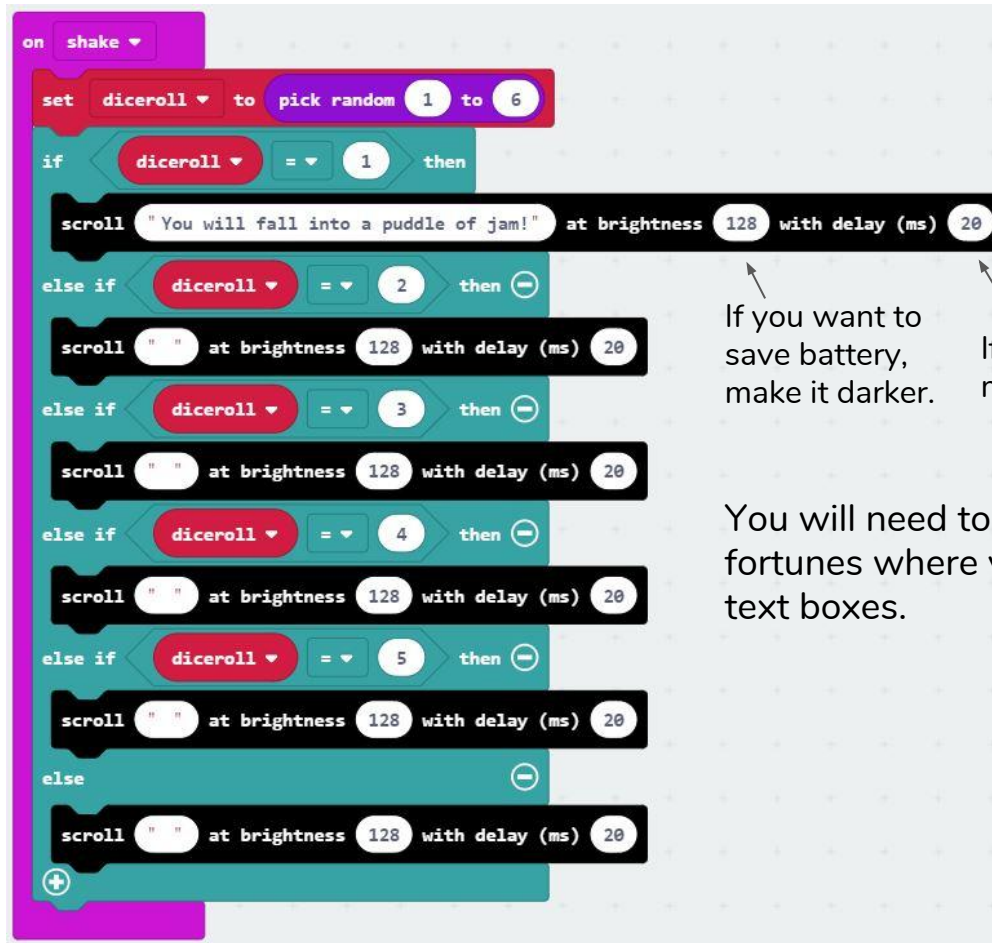 on shake
set diceroll to pick random 1 to 6
if diceroll = 1 then
scroll "You will fall into a puddle of jam!" at brightness 128 with delay (ms) 20
else if diceroll = 2 then
scroll " " at brightness 128 with delay (ms) 20
else if diceroll = 3 then
scroll " " at brightness 128 with delay (ms) 20
else if diceroll = 4 then
scroll " " at brightness 128 with delay (ms) 20
else if diceroll = 5 then
scroll " " at brightness 128 with delay (ms) 20
else
scroll " " at brightness 128 with delay (ms) 20
If you want to
save battery,
make it darker.
You will need to
fortunes where
text boxes.